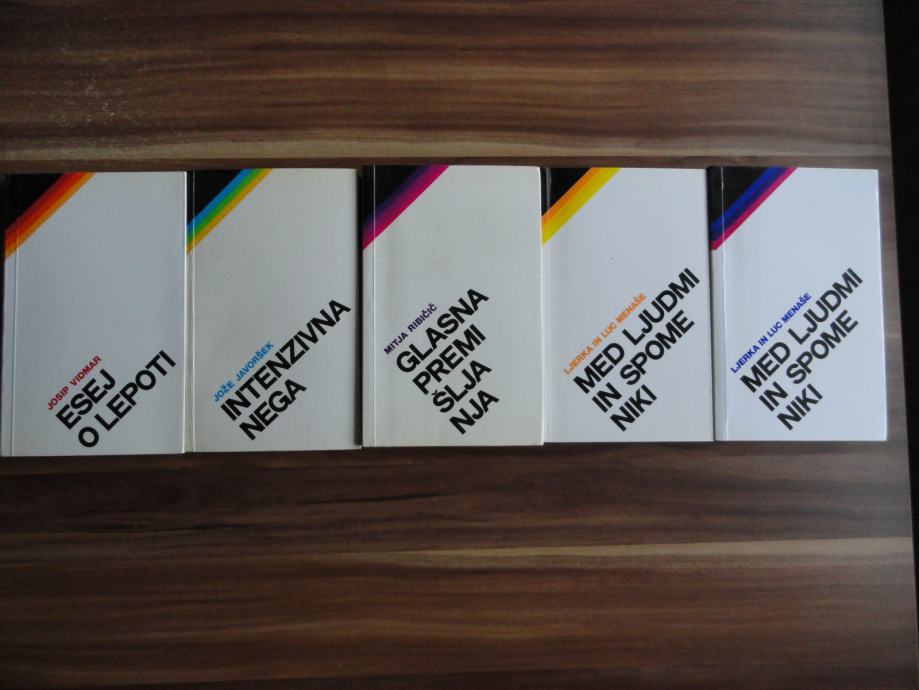 JOSIP VIDMAR
ESEJ
O LEPOTI
JOŽE JAVORŠEK
INTENZIVNA
NEGA
MITJA RIBIČIČ
GLASNA
PREMI
ŠLJA
NJA
LJERKA IN LUC MENAŠE
MED LJUDMI
IN SPOME
NIKI
LJERKA IN LUC MENAŠE
MED LJUDMI
IN SPOME
NIKI